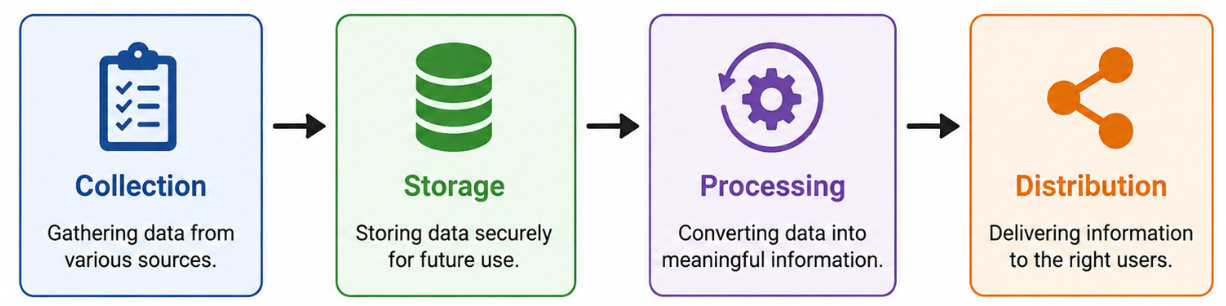 Collection
Gathering data from
various sources.
Storage
Storing data securely
for future use.
Processing
Converting data into
meaningful information.
Distribution
Delivering information
to the right users.